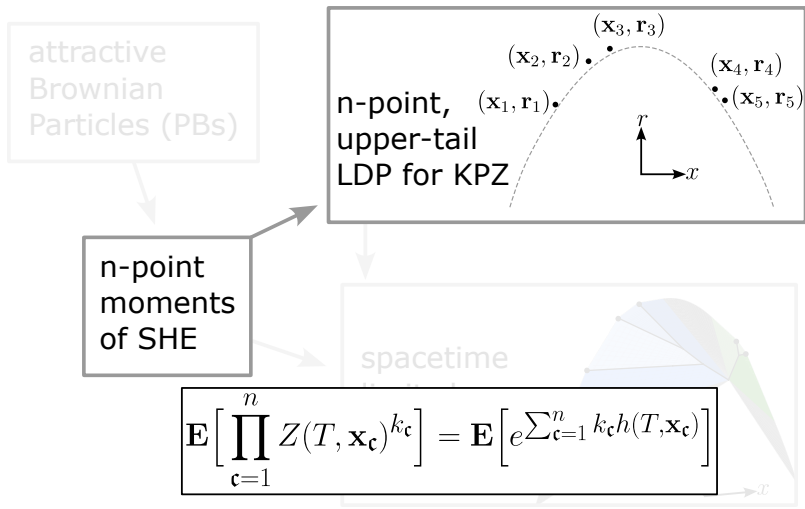 attractive
Brownian
Particles (PBs)
n-point,
upper-tail
LDP for KPZ
(x₁, r₁)
(x₂, r₂)
(x₃, r₃)
(x₄, r₄)
(x₅, r₅)
r
x
n-point
moments
of SHE
spacetime
E[∏_{𝔠=1}^{n} Z(T, x_𝔠)^{k_𝔠}] = E[e^{∑_{𝔠=1}^{n} k_𝔠 h(T,x_𝔠)}]
x